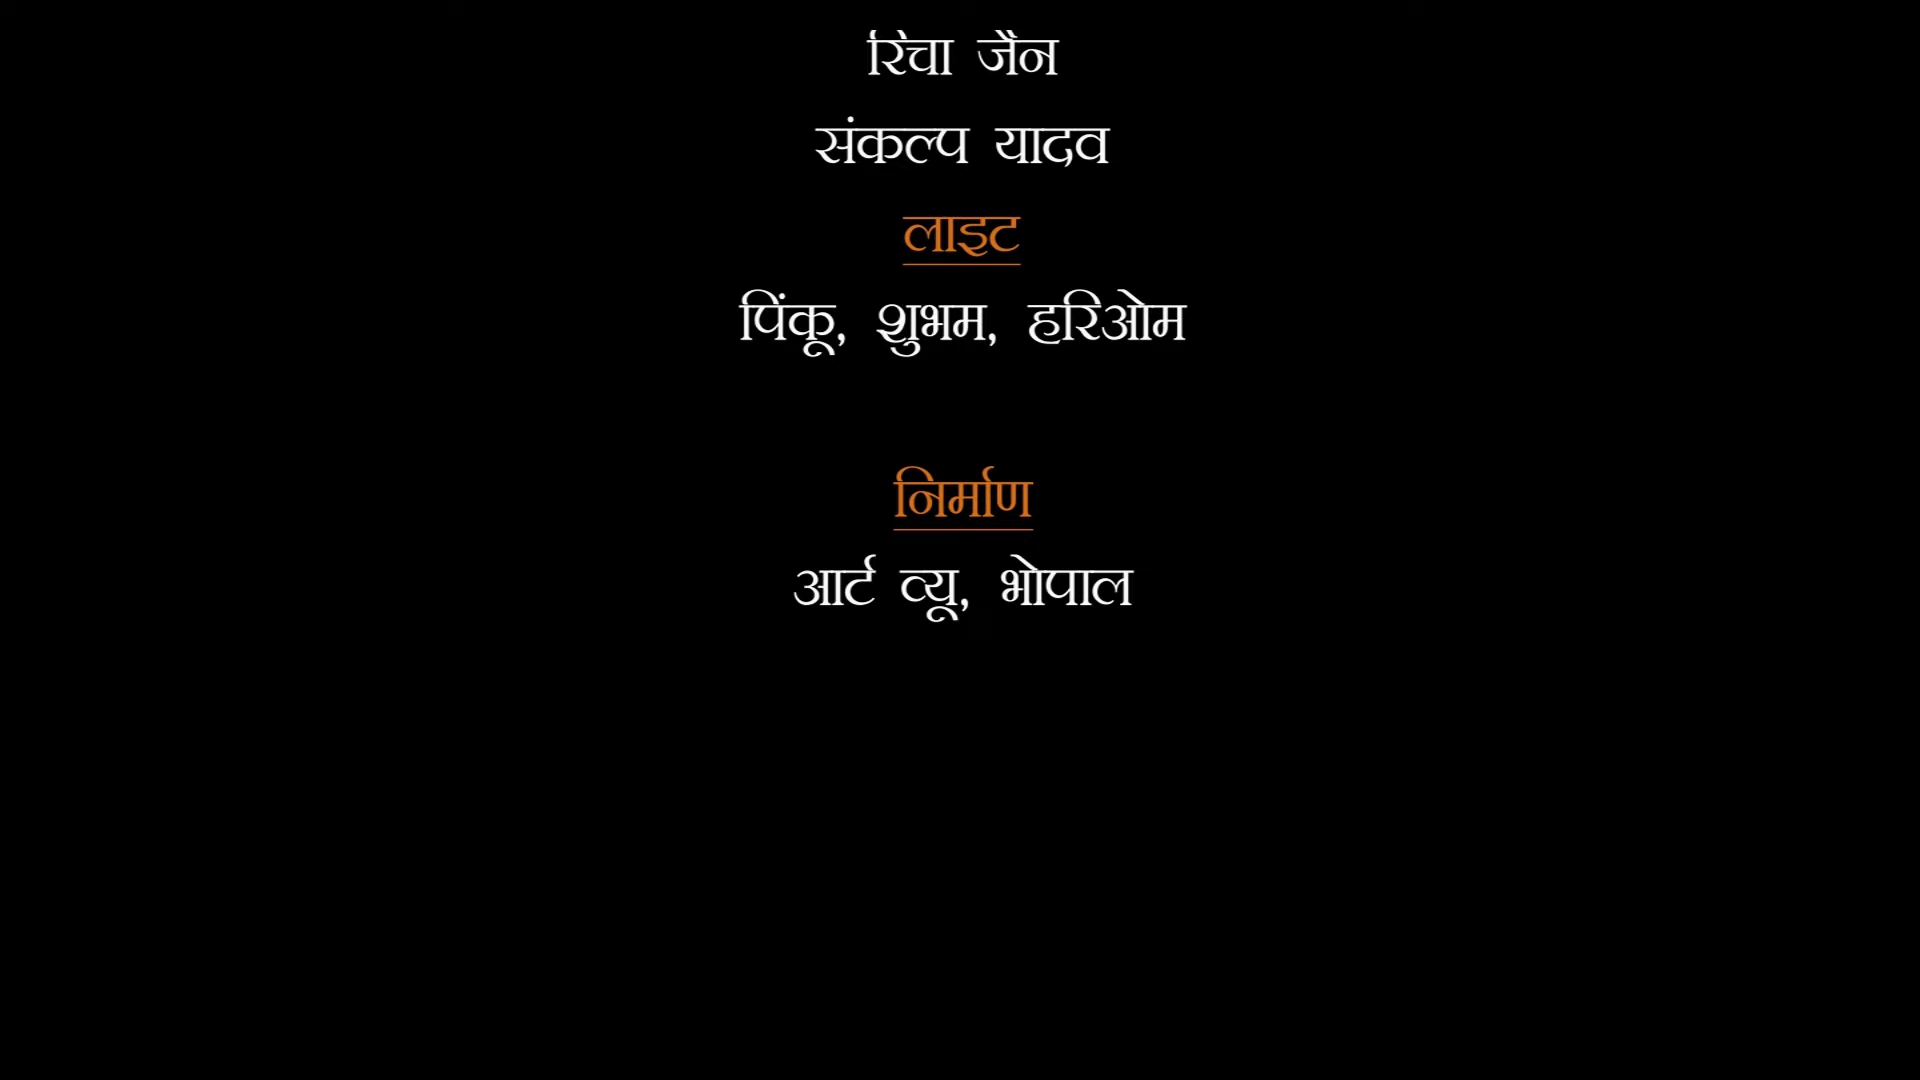 रिचा जैन
संकल्प यादव
लाइट
पिंकू, शुभम, हरिओम
निर्माण
आर्ट व्यू, भोपाल